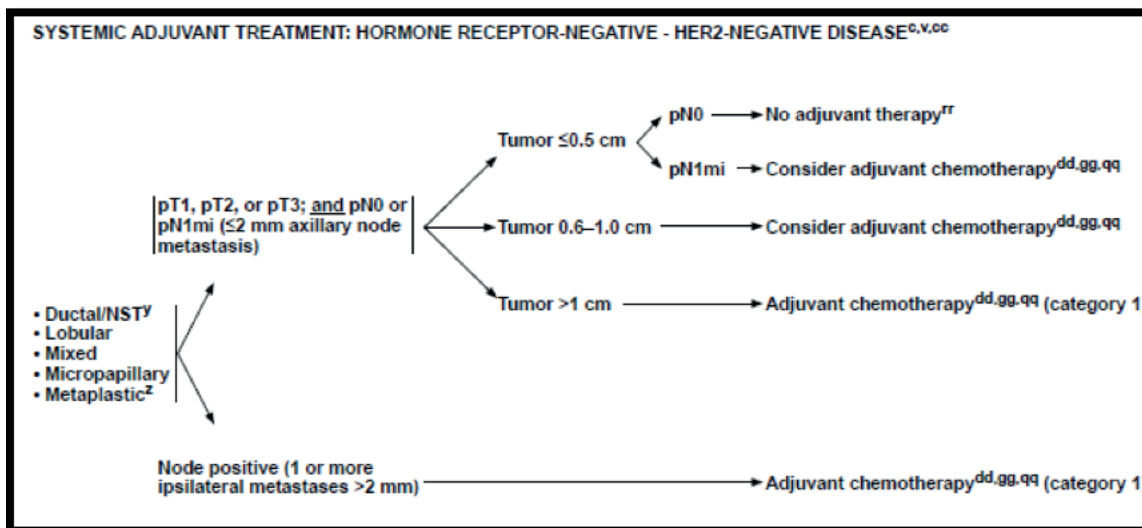 SYSTEMIC ADJUVANT TREATMENT: HORMONE RECEPTOR-NEGATIVE - HER2-NEGATIVE DISEASEc,v,cc
• Ductal/NSTy
• Lobular
• Mixed
• Micropapillary
• Metaplasticz
pT1, pT2, or pT3; and pN0 or
pN1mi (≤2 mm axillary node
metastasis)
Tumor ≤0.5 cm
pN0
No adjuvant therapyrr
pN1mi
Consider adjuvant chemotherapydd,gg,qq
Tumor 0.6–1.0 cm
Consider adjuvant chemotherapydd,gg,qq
Tumor >1 cm
Adjuvant chemotherapydd,gg,qq (category 1
Node positive (1 or more
ipsilateral metastases >2 mm)
Adjuvant chemotherapydd,gg,qq (category 1